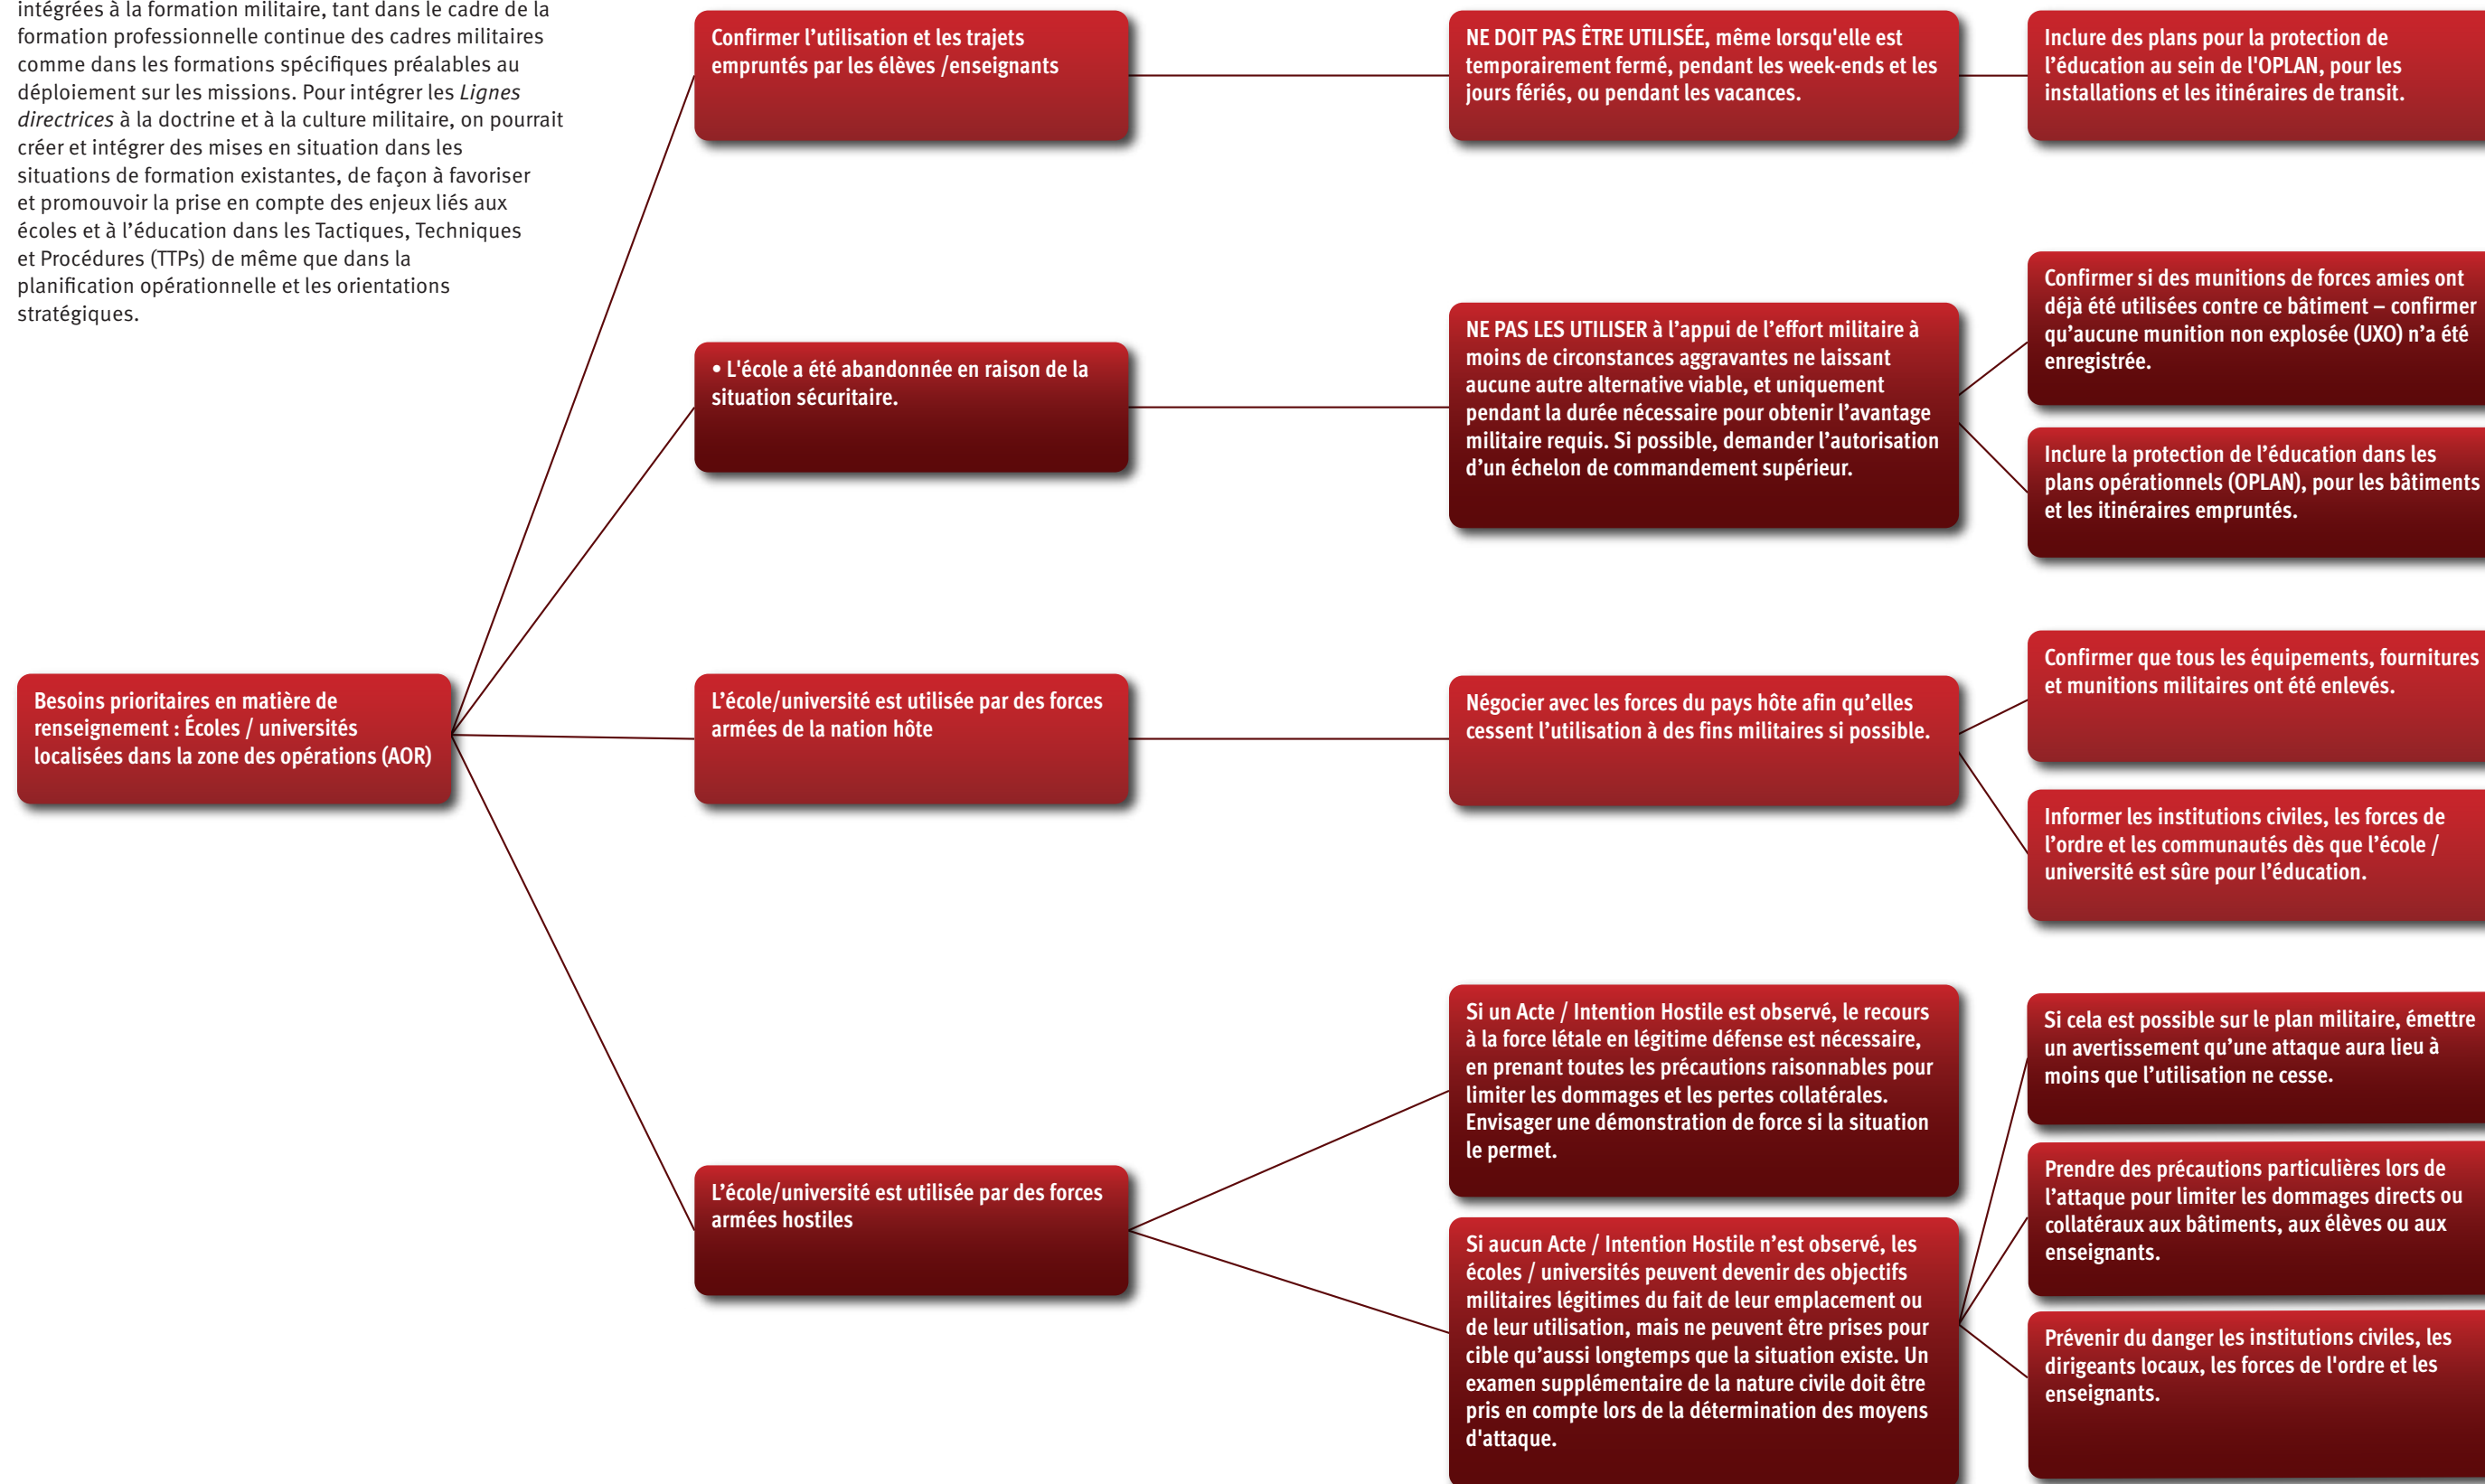 intégrées à la formation militaire, tant dans le cadre de la
formation professionnelle continue des cadres militaires
comme dans les formations spécifiques préalables au
déploiement sur les missions. Pour intégrer les Lignes
directrices à la doctrine et à la culture militaire, on pourrait
créer et intégrer des mises en situation dans les
situations de formation existantes, de façon à favoriser
et promouvoir la prise en compte des enjeux liés aux
écoles et à l’éducation dans les Tactiques, Techniques
et Procédures (TTPs) de même que dans la
planification opérationnelle et les orientations
stratégiques.
Besoins prioritaires en matière de
renseignement : Écoles / universités
localisées dans la zone des opérations (AOR)
Confirmer l’utilisation et les trajets
empruntés par les élèves /enseignants
NE DOIT PAS ÊTRE UTILISÉE, même lorsqu'elle est
temporairement fermé, pendant les week-ends et les
jours fériés, ou pendant les vacances.
Inclure des plans pour la protection de
l’éducation au sein de l'OPLAN, pour les
installations et les itinéraires de transit.
• L'école a été abandonnée en raison de la
situation sécuritaire.
NE PAS LES UTILISER à l’appui de l’effort militaire à
moins de circonstances aggravantes ne laissant
aucune autre alternative viable, et uniquement
pendant la durée nécessaire pour obtenir l’avantage
militaire requis. Si possible, demander l’autorisation
d’un échelon de commandement supérieur.
Confirmer si des munitions de forces amies ont
déjà été utilisées contre ce bâtiment – confirmer
qu’aucune munition non explosée (UXO) n’a été
enregistrée.
Inclure la protection de l’éducation dans les
plans opérationnels (OPLAN), pour les bâtiments
et les itinéraires empruntés.
L’école/université est utilisée par des forces
armées de la nation hôte
Négocier avec les forces du pays hôte afin qu’elles
cessent l’utilisation à des fins militaires si possible.
Confirmer que tous les équipements, fournitures
et munitions militaires ont été enlevés.
Informer les institutions civiles, les forces de
l’ordre et les communautés dès que l’école /
université est sûre pour l’éducation.
L’école/université est utilisée par des forces
armées hostiles
Si un Acte / Intention Hostile est observé, le recours
à la force létale en légitime défense est nécessaire,
en prenant toutes les précautions raisonnables pour
limiter les dommages et les pertes collatérales.
Envisager une démonstration de force si la situation
le permet.
Si aucun Acte / Intention Hostile n’est observé, les
écoles / universités peuvent devenir des objectifs
militaires légitimes du fait de leur emplacement ou
de leur utilisation, mais ne peuvent être prises pour
cible qu’aussi longtemps que la situation existe. Un
examen supplémentaire de la nature civile doit être
pris en compte lors de la détermination des moyens
d'attaque.
Si cela est possible sur le plan militaire, émettre
un avertissement qu’une attaque aura lieu à
moins que l’utilisation ne cesse.
Prendre des précautions particulières lors de
l’attaque pour limiter les dommages directs ou
collatéraux aux bâtiments, aux élèves ou aux
enseignants.
Prévenir du danger les institutions civiles, les
dirigeants locaux, les forces de l'ordre et les
enseignants.